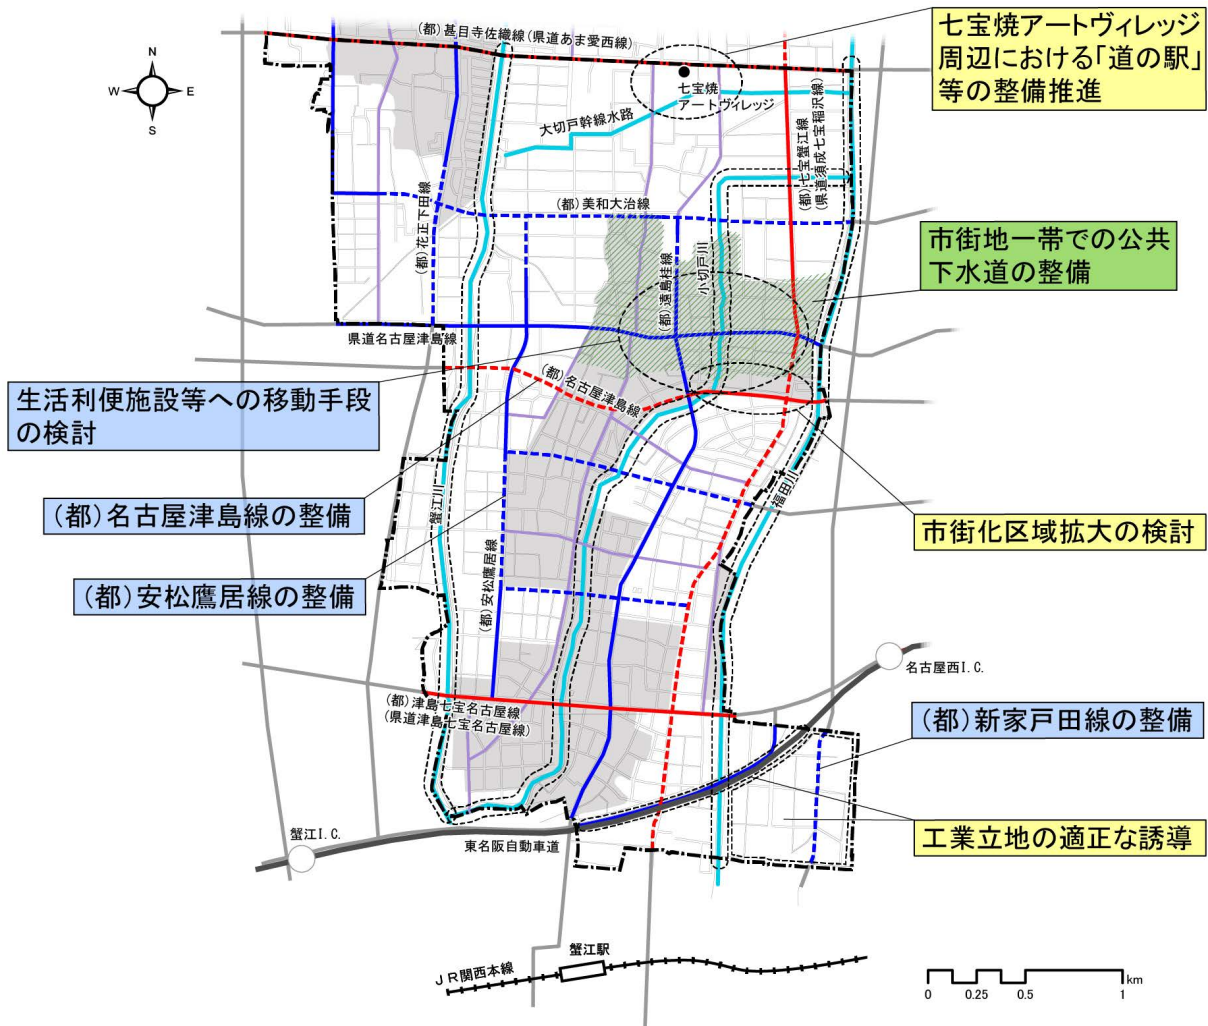 (都)甚目寺佐織線(県道あま愛西線)
七宝焼アートヴィレッジ
周辺における「道の駅」
等の整備推進
N
W
E
S
七宝焼
アートヴィレッジ
大切戸幹線水路
(都)七宝蟹江線
(県道須成七宝稲沢線)
(都)花正下田線
(都)美和大治線
(都)遠島桂線
小切戸川
市街地一帯での公共
下水道の整備
県道名古屋津島線
(都)名古屋津島線
生活利便施設等への移動手段
の検討
蟹江川
福田川
(都)名古屋津島線の整備
市街化区域拡大の検討
(都)安松鷹居線
(都)安松鷹居線の整備
名古屋西I.C.
(都)津島七宝名古屋線
(県道津島七宝名古屋線)
(都)新家戸田線の整備
蟹江I.C.
東名阪自動車道
工業立地の適正な誘導
蟹江駅
JR関西本線
km
0
0.25
0.5
1